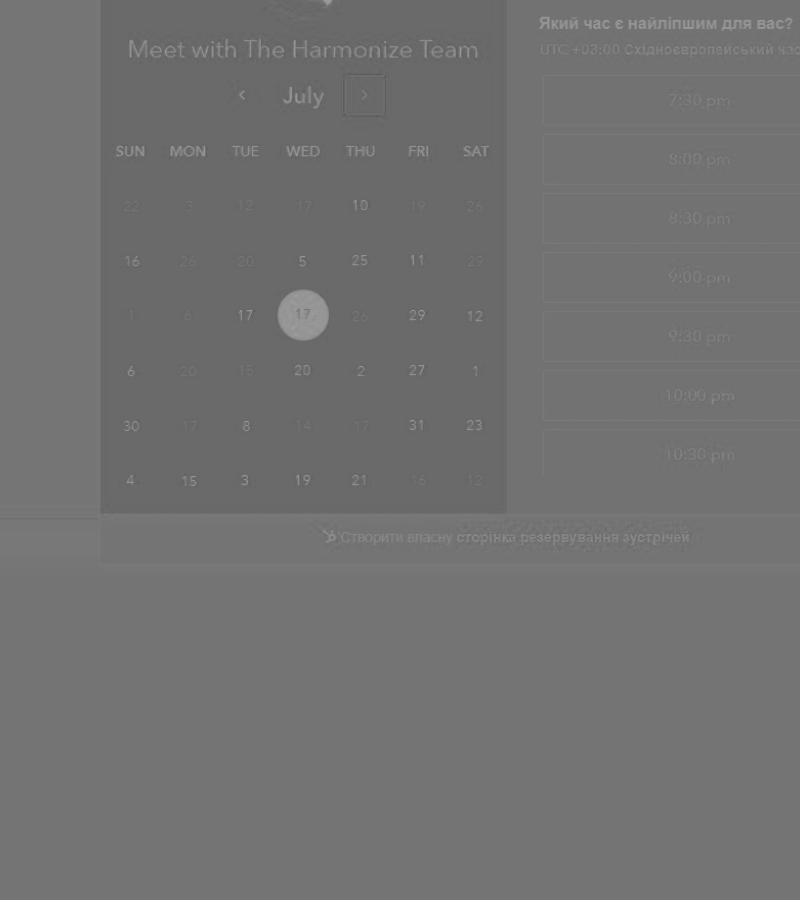 Meet with The Harmonize Team
July
SUN MON TUE WED THU FRI SAT
22 3 12 17 10 19 26
16 26 20 5 25 11 29
1 6 17 17 26 29 12
6 20 15 20 2 27 1
30 17 8 14 17 31 23
4 15 3 19 21 16 12
Який час є найліпшим для вас?
UTC +03:00 Східноєвропейський
7:30 pm
8:00 pm
8:30 pm
9:00 pm
9:30 pm
10:00 pm
10:30 pm
Створити власну сторінка резервування зустрічей